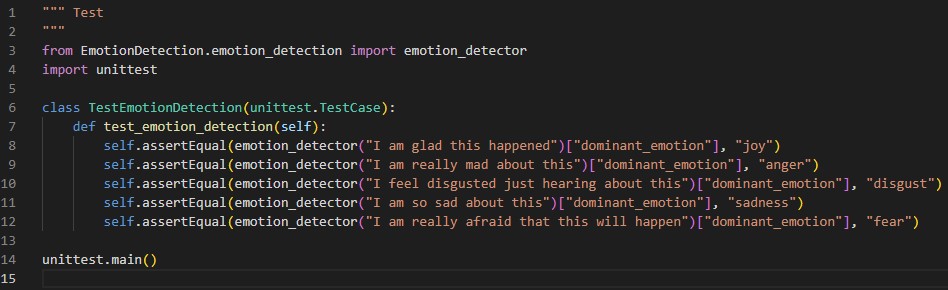 1 """ Test
2 """
3 from EmotionDetection.emotion_detection import emotion_detector
4 import unittest
5
6 class TestEmotionDetection(unittest.TestCase):
7     def test_emotion_detection(self):
8         self.assertEqual(emotion_detector("I am glad this happened")["dominant_emotion"], "joy")
9         self.assertEqual(emotion_detector("I am really mad about this")["dominant_emotion"], "anger")
10         self.assertEqual(emotion_detector("I feel disgusted just hearing about this")["dominant_emotion"], "disgust")
11         self.assertEqual(emotion_detector("I am so sad about this")["dominant_emotion"], "sadness")
12         self.assertEqual(emotion_detector("I am really afraid that this will happen")["dominant_emotion"], "fear")
13
14 unittest.main()
15